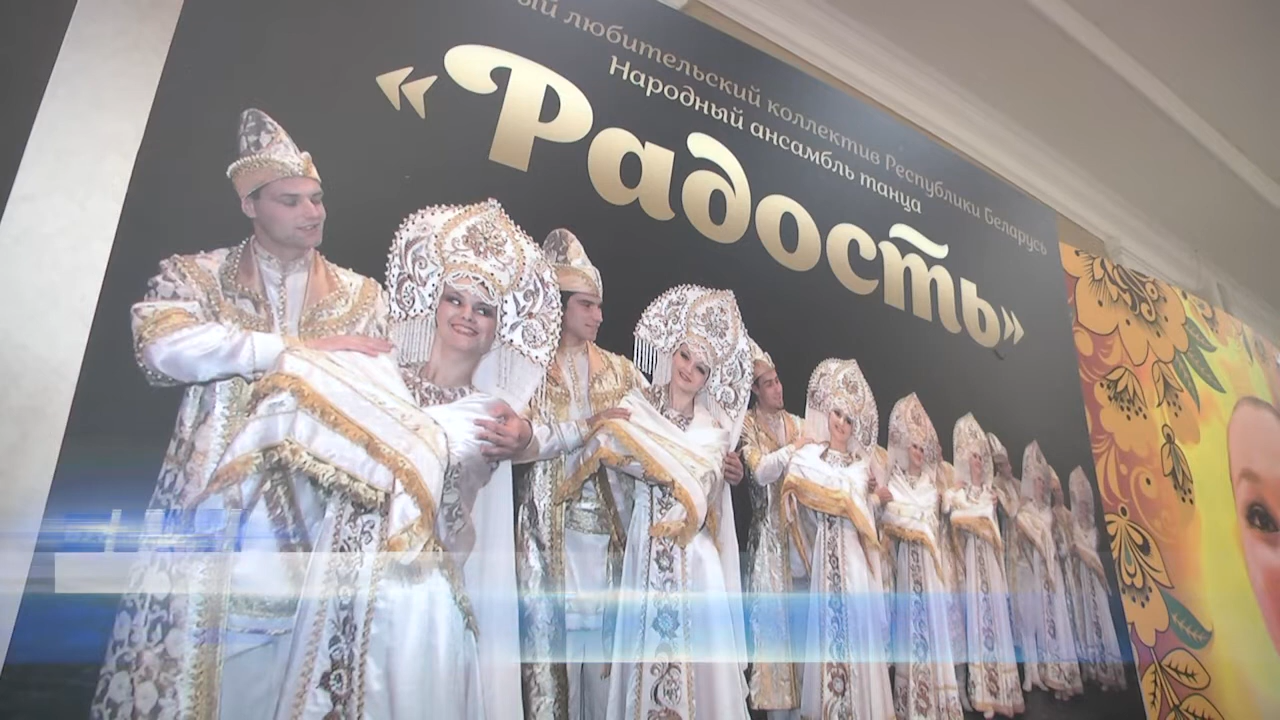 любительский коллектив Республики Беларусь
Народный ансамбль танца
«Радость»